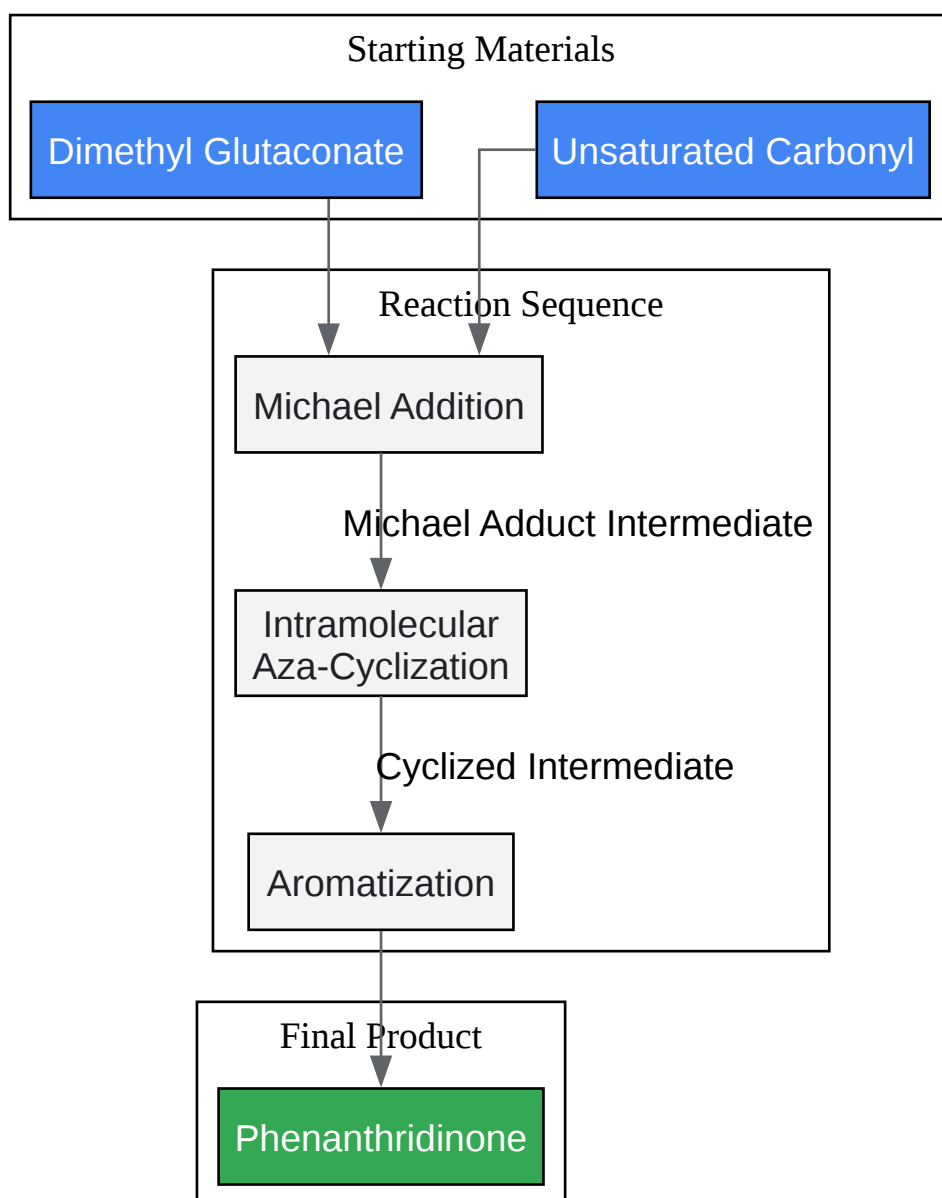 Starting Materials
Dimethyl Glutaconate
Unsaturated Carbonyl
Reaction Sequence
Michael Addition
Michael Adduct Intermediate
Intramolecular
Aza-Cyclization
Cyclized Intermediate
Aromatization
Final Product
Phenanthridinone